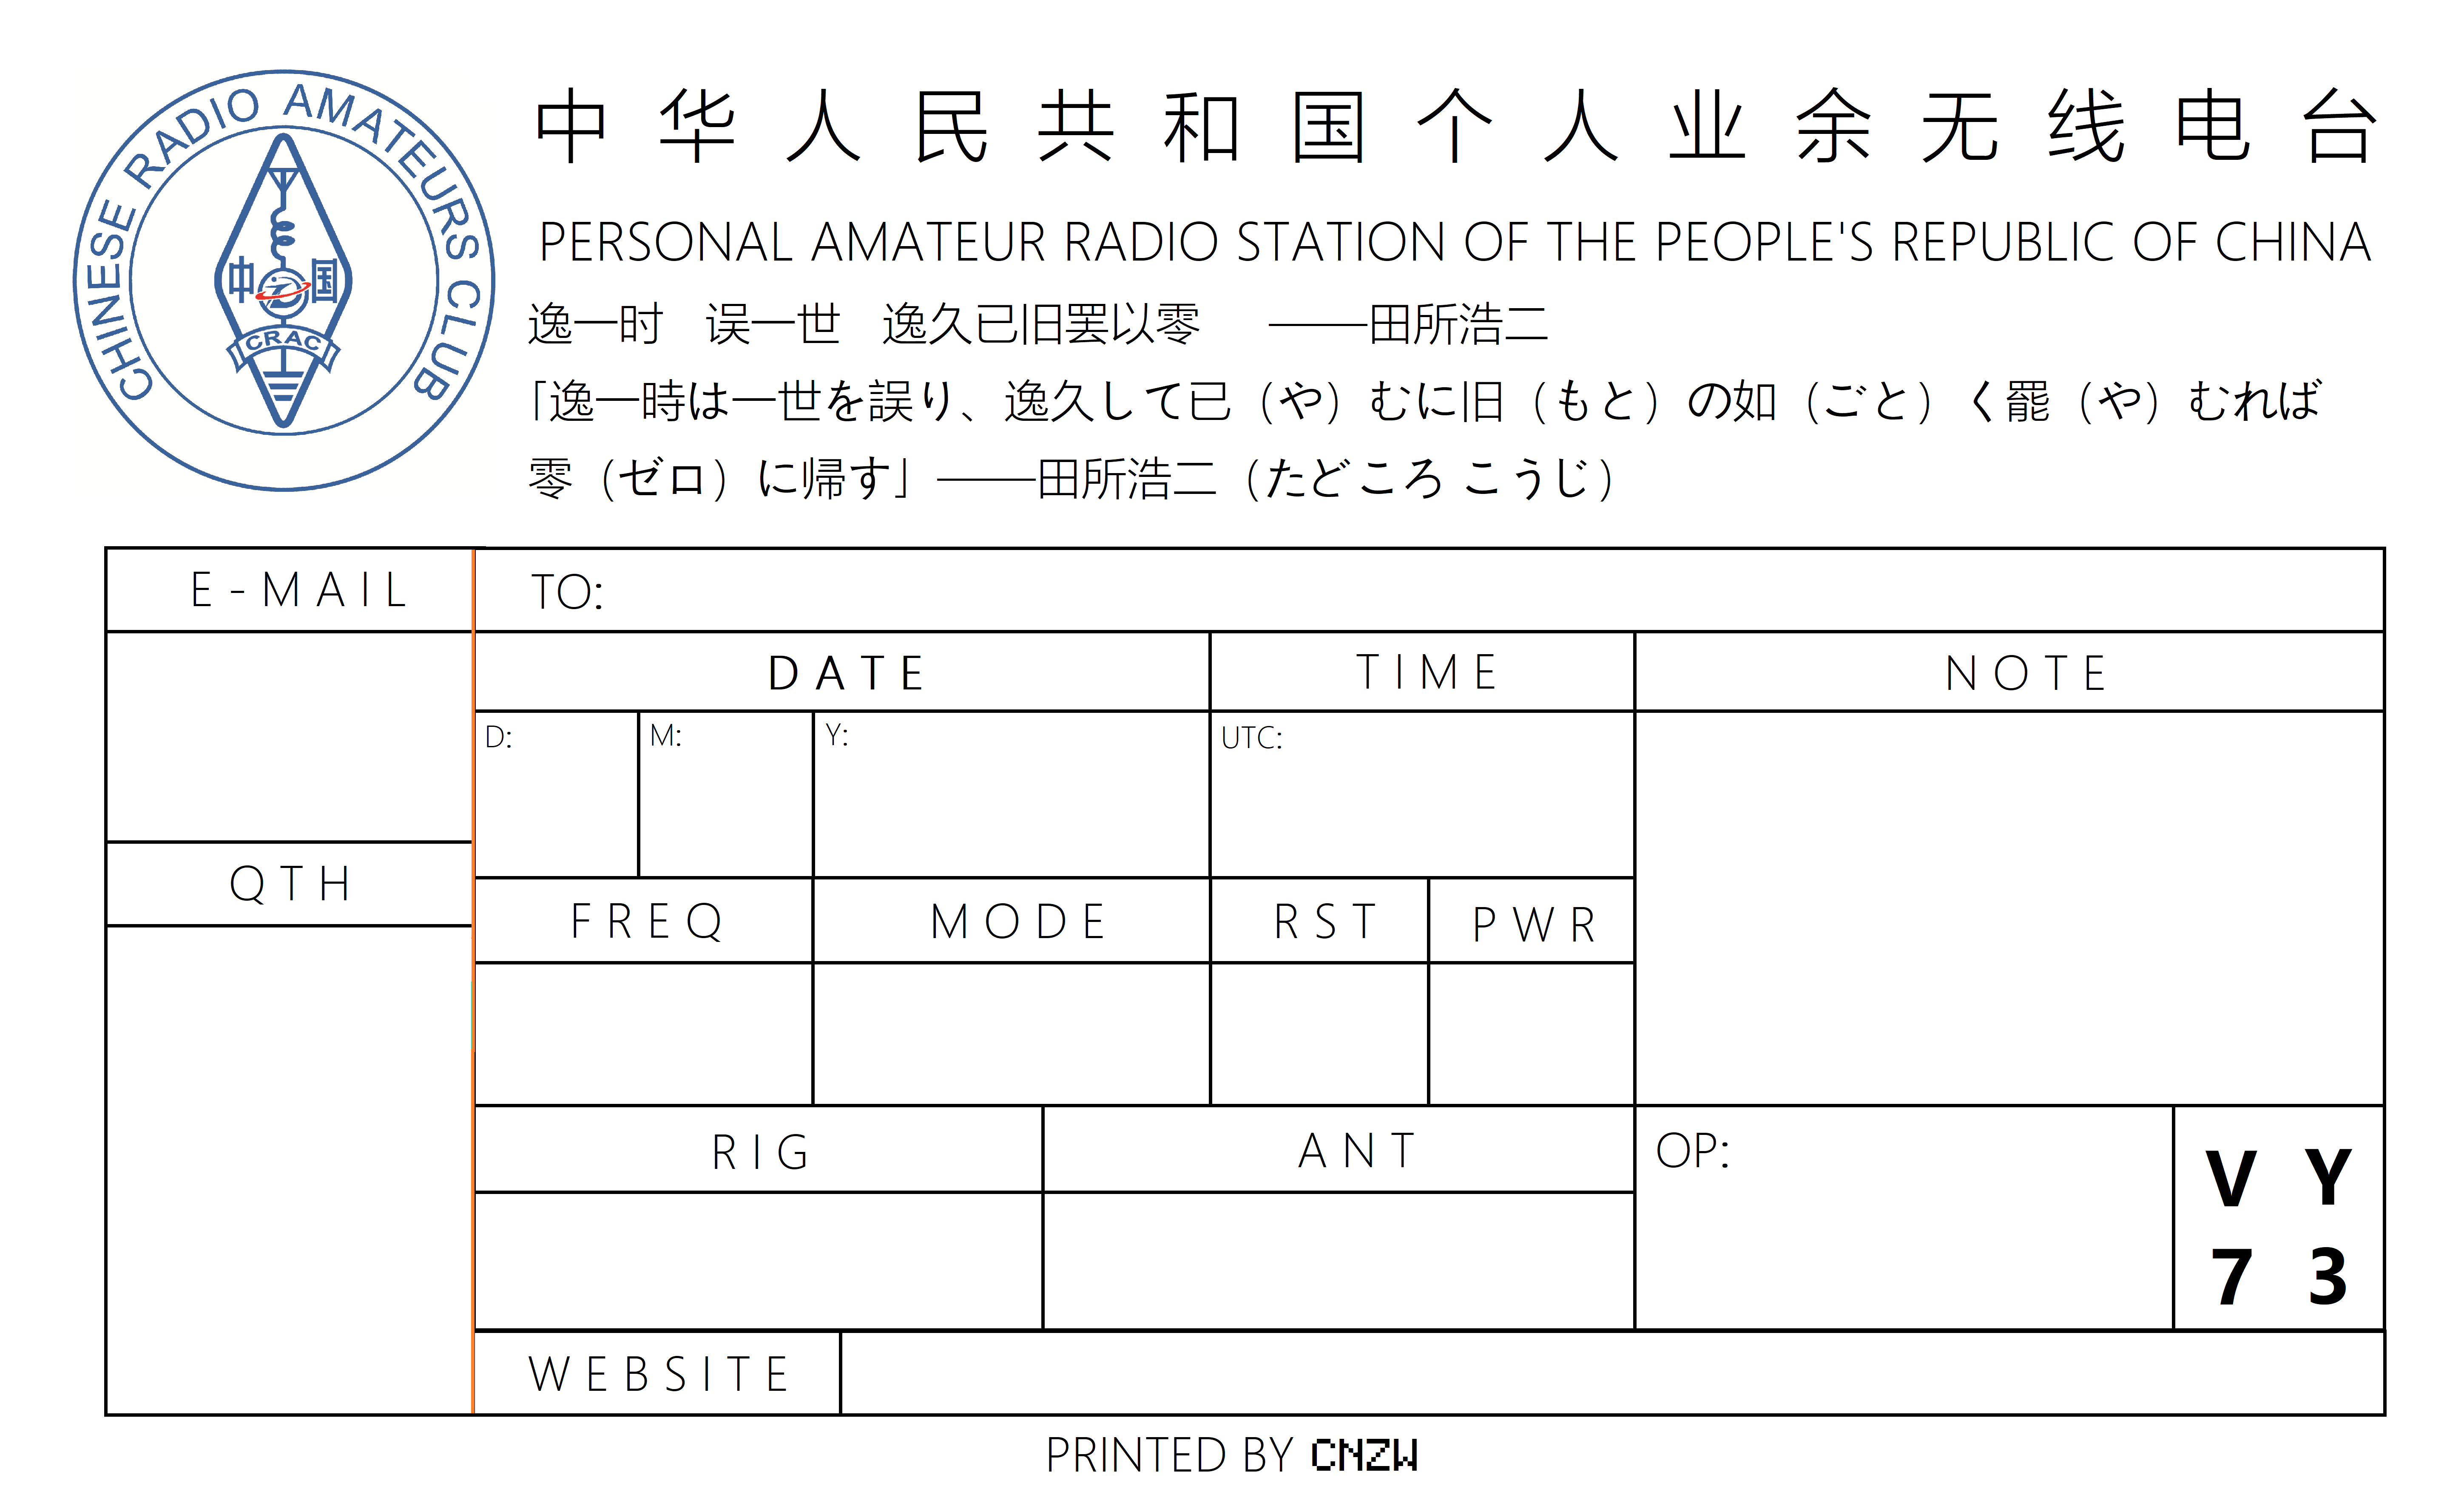 CHINESE RADIO AMATEURS CLUB
中国
CRAC
中华人民共和国个人业余无线电台
PERSONAL AMATEUR RADIO STATION OF THE PEOPLE'S REPUBLIC OF CHINA
逸一时 误一世 逸久已旧罢以零 ——田所浩二
「逸一時は一世を誤り、逸久して已（や）むに旧（もと）の如（ごと）く罷（や）むれば
零（ゼロ）に帰す」——田所浩二（たどころ こうじ）
E-MAIL
TO:
DATE
TIME
NOTE
D:
M:
Y:
UTC:
QTH
FREQ
MODE
RST
PWR
RIG
ANT
OP:
VY
73
WEBSITE
PRINTED BY CNZW